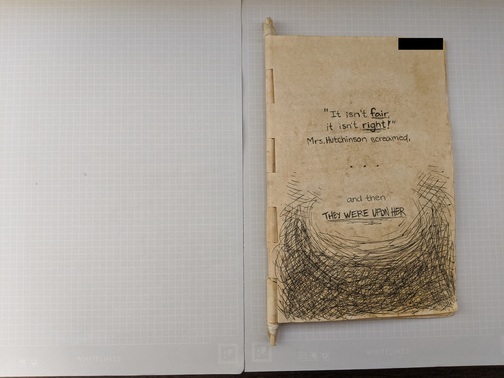 "It isn't fair,
it isn't right!"
Mrs. Hutchinson screamed,
. . .
and then
THEY WERE UPON HER